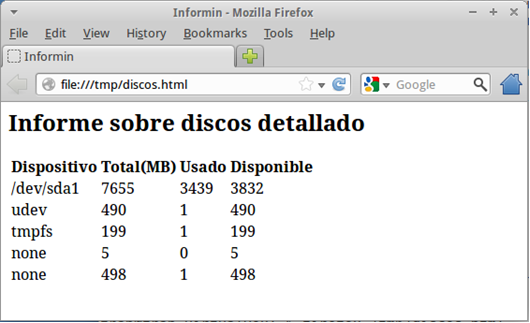 Informin - Mozilla Firefox
File Edit View History Bookmarks Tools Help
Informin
file:///tmp/discos.html
Google
Informe sobre discos detallado
Dispositivo Total(MB) Usado Disponible
/dev/sda1 7655 3439 3832
udev 490 1 490
tmpfs 199 1 199
none 5 0 5
none 498 1 498